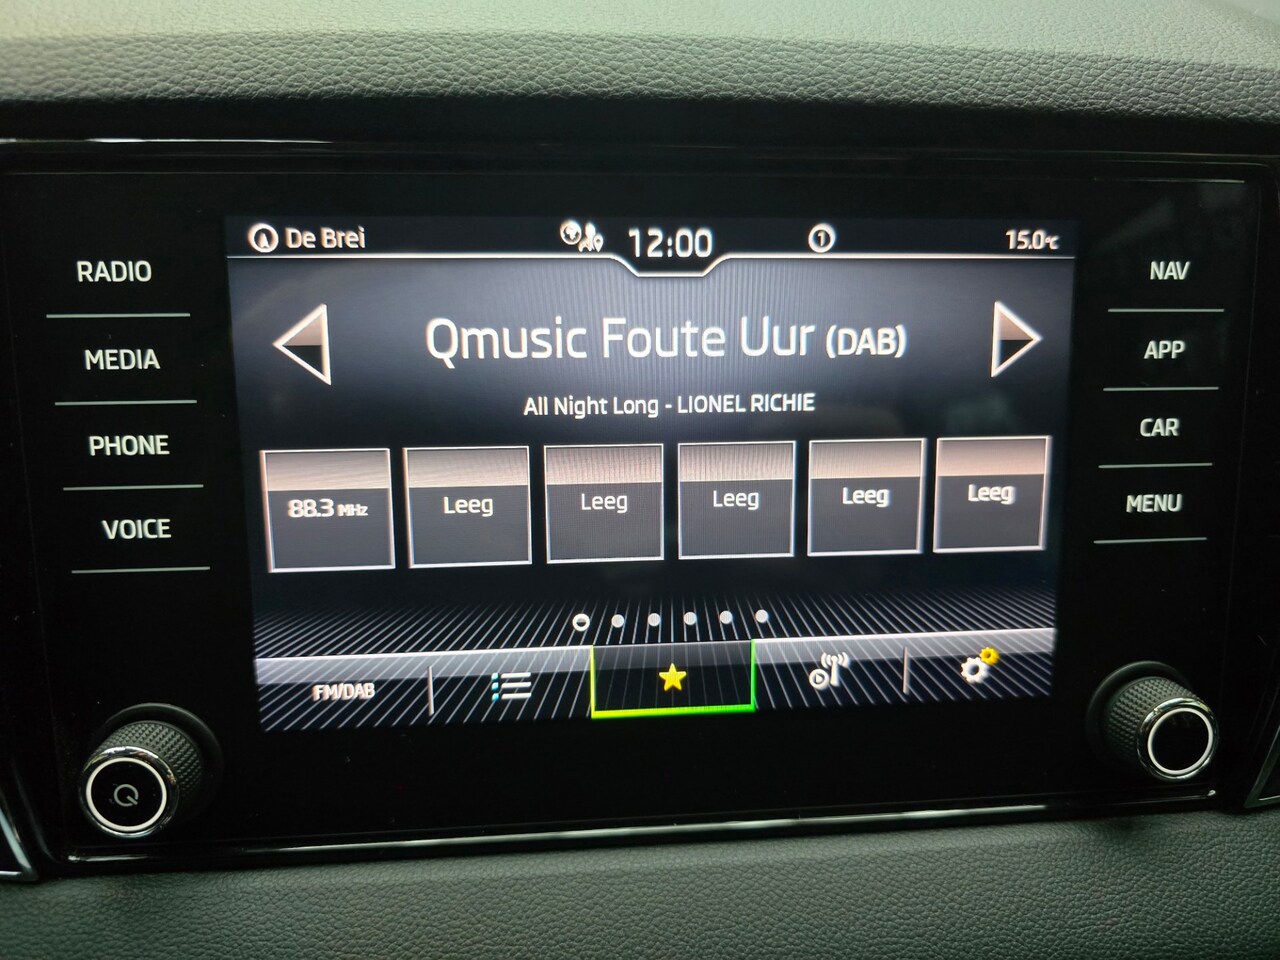 De Brei 12:00 1 15.0°C
RADIO
MEDIA
PHONE
VOICE
Qmusic Foute Uur (DAB)
All Night Long - LIONEL RICHIE
88.3 MHz Leeg Leeg Leeg Leeg Leeg
FM/DAB
NAV
APP
CAR
MENU